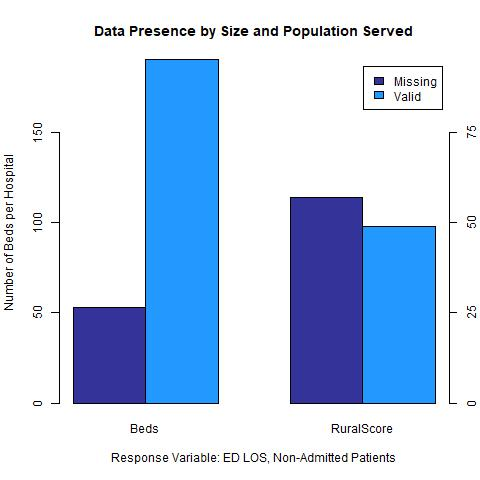 Data Presence by Size and Population Served
Missing
Valid
Number of Beds per Hospital
150
100
50
0
75
50
25
0
Beds
RuralScore
Response Variable: ED LOS, Non-Admitted Patients